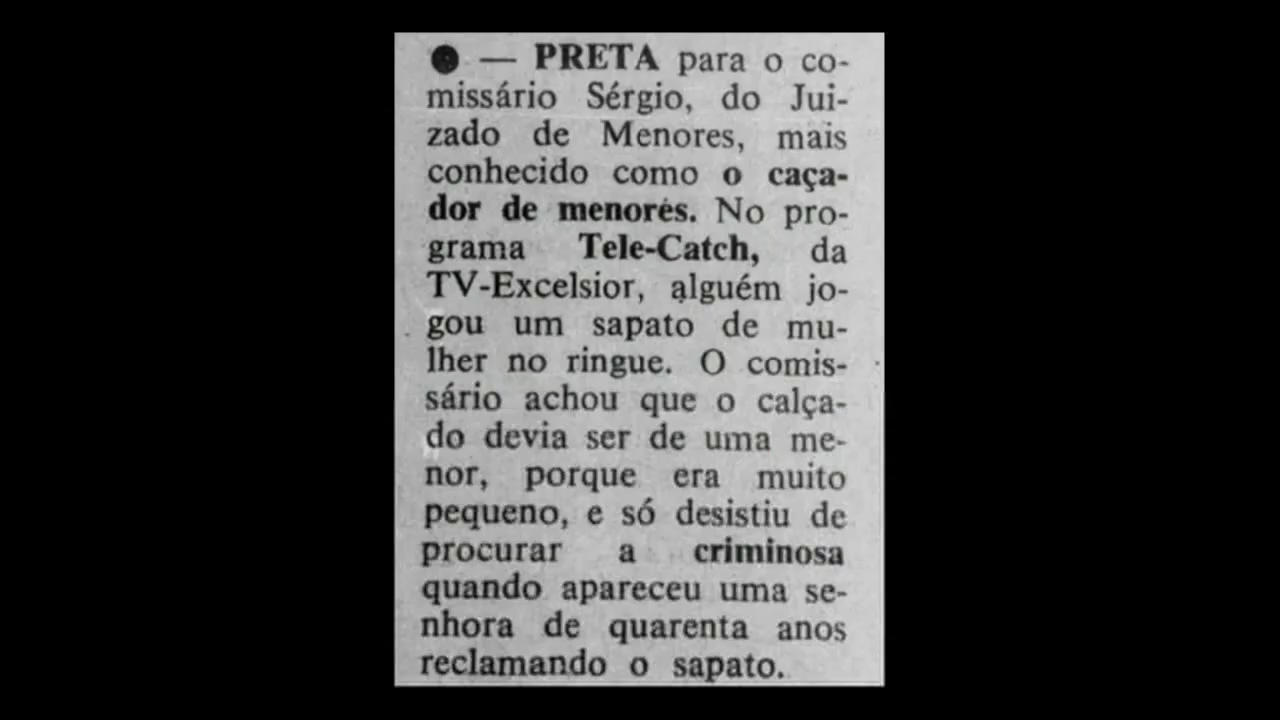 ● — PRETA para o co-
missário Sérgio, do Jui-
zado de Menores, mais
conhecido como o caça-
dor de menores. No pro-
grama Tele-Catch, da
TV-Excelsior, alguém jo-
gou um sapato de mu-
lher no ringue. O comis-
sário achou que o calça-
do devia ser de uma me-
nor, porque era muito
pequeno, e só desistiu de
procurar a criminosa
quando apareceu uma se-
nhora de quarenta anos
reclamando o sapato.